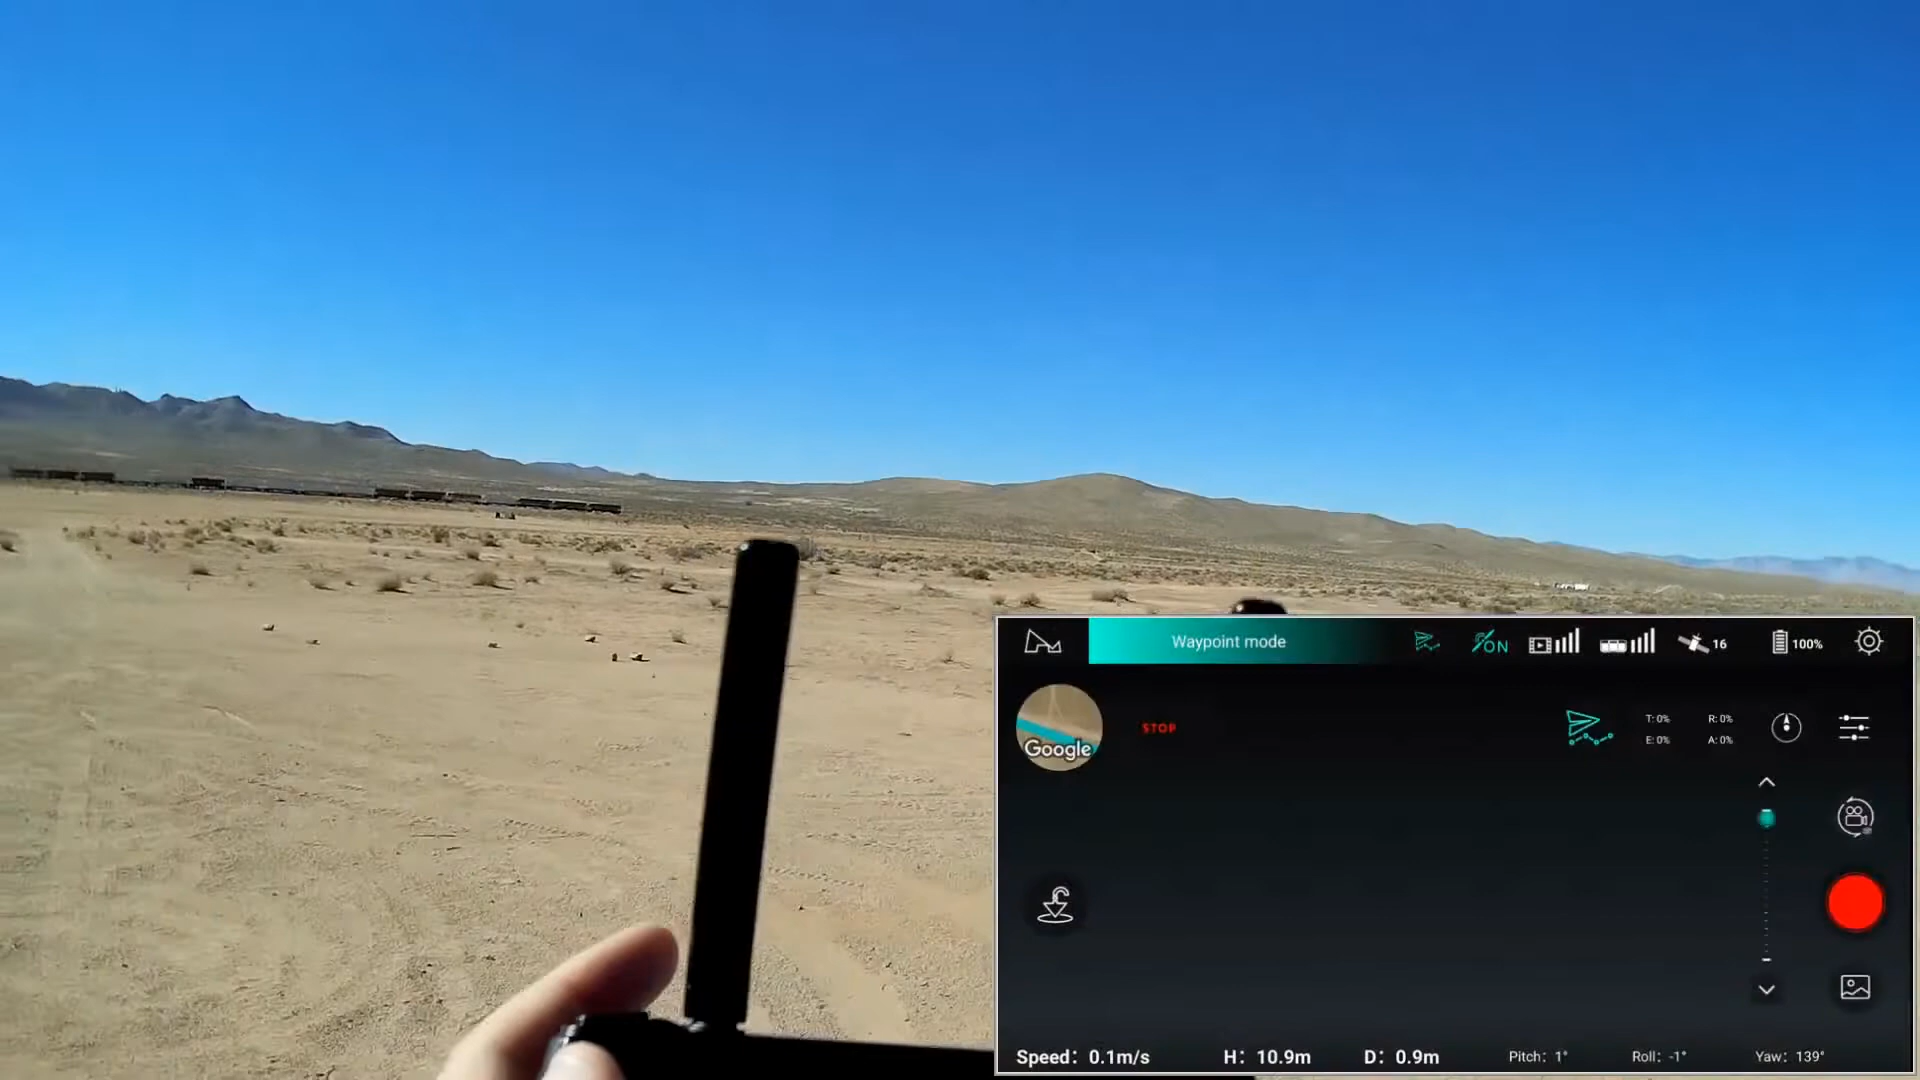 Waypoint mode
ON
16
100%
Google
STOP
T: 0%
R: 0%
E: 0%
A: 0%
Speed: 0.1m/s
H: 10.9m
D: 0.9m
Pitch: 1°
Roll: -1°
Yaw: 139°